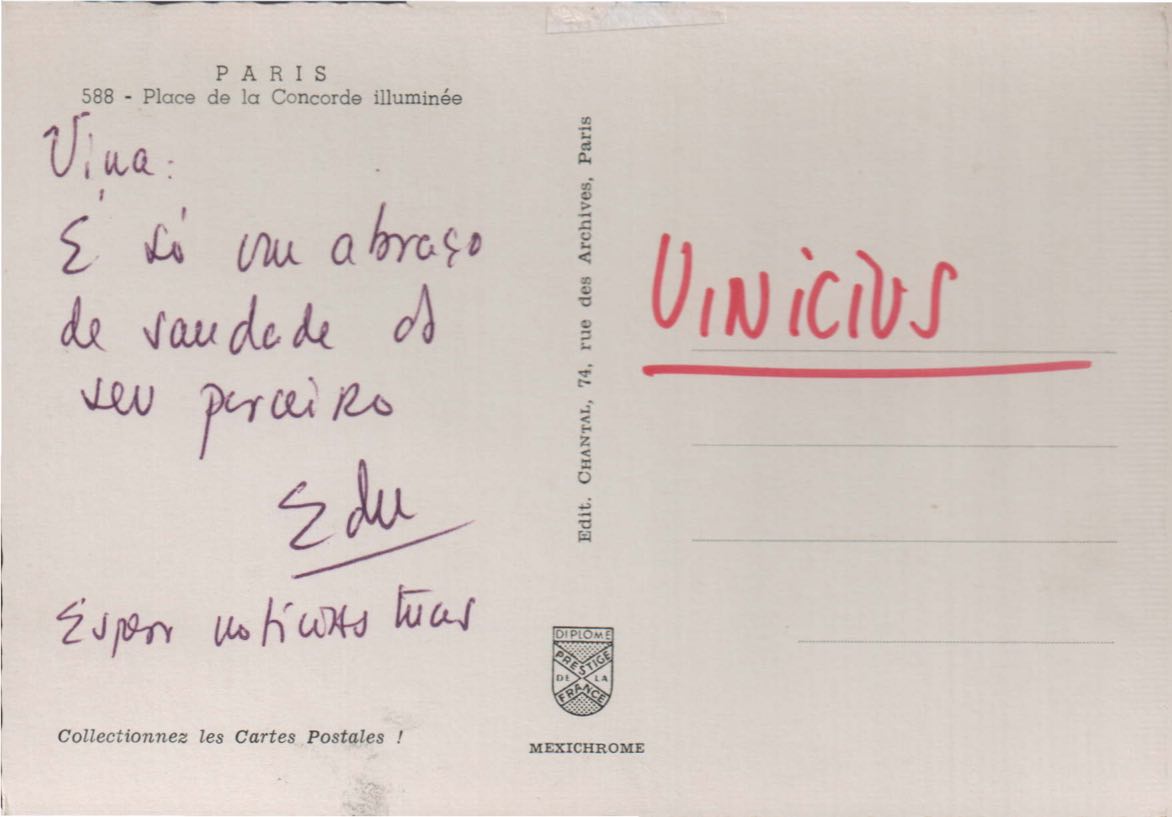 PARIS
588 - Place de la Concorde illuminée
Vina:
É só um abraço
de saudade do
seu parceiro
Edu
Espero notícias tuas
Collectionnez les Cartes Postales !
Edit. CHANTAL, 74, rue des Archives, Paris
DIPLÔME
PRESTIGE
DE LA
FRANCE
MEXICHROME
VINICIUS